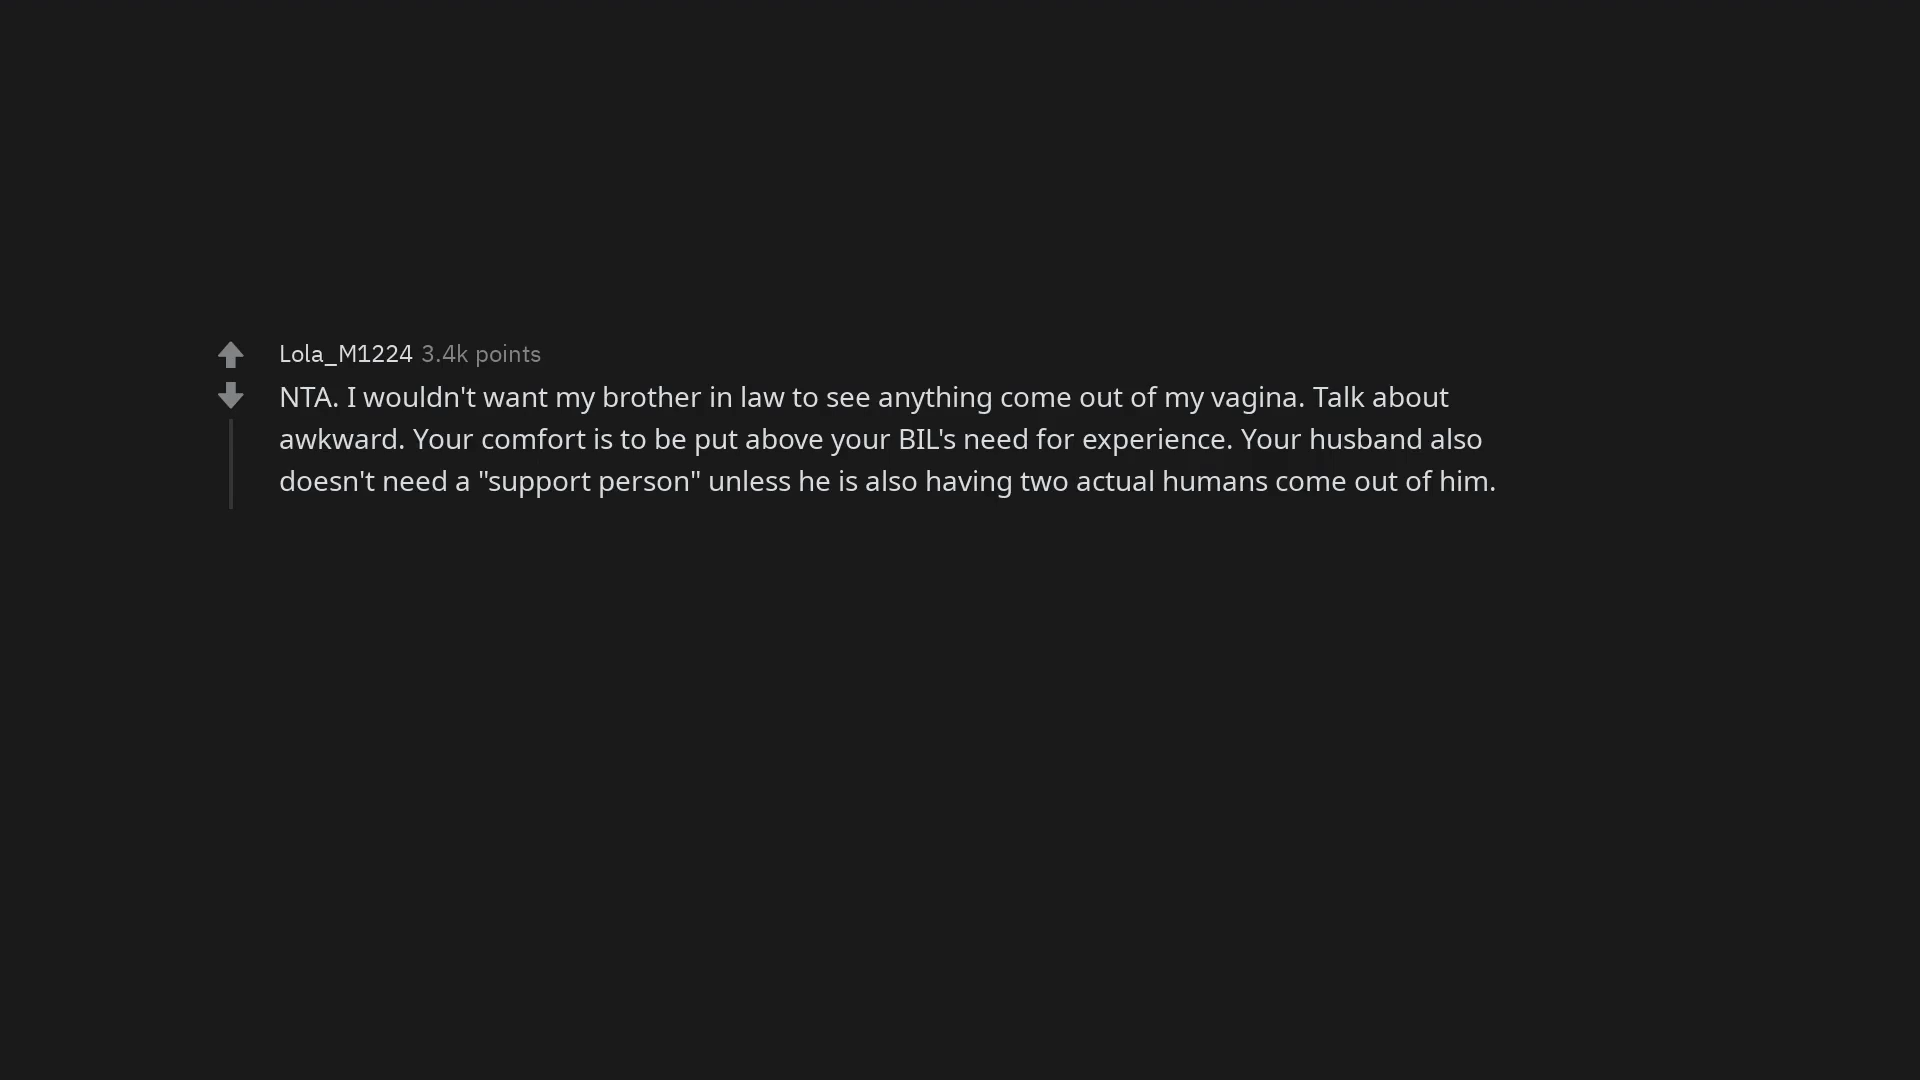 Lola_M1224 3.4k points
NTA. I wouldn't want my brother in law to see anything come out of my vagina. Talk about
awkward. Your comfort is to be put above your BIL's need for experience. Your husband also
doesn't need a "support person" unless he is also having two actual humans come out of him.